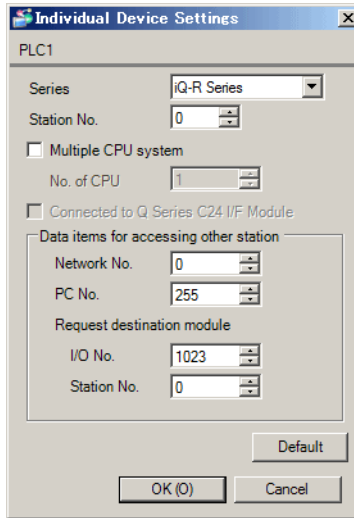 Individual Device Settings
PLC1
Series iQ-R Series
Station No. 0
Multiple CPU system
No. of CPU 1
Connected to Q Series C24 I/F Module
Data items for accessing other station
Network No. 0
PC No. 255
Request destination module
I/O No. 1023
Station No. 0
Default
OK (O) Cancel